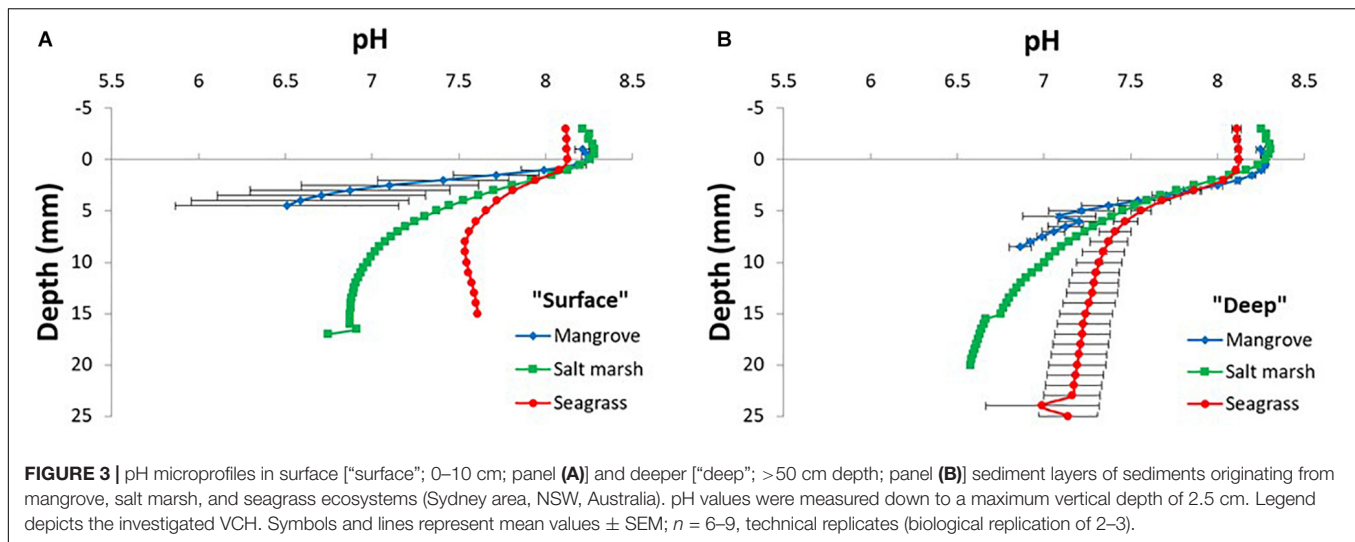 A
pH
5.5 6 6.5 7 7.5 8 8.5
-5
0
5
10
15
20
25
Depth (mm)
"Surface"
Mangrove
Salt marsh
Seagrass
B
pH
5.5 6 6.5 7 7.5 8 8.5
-5
0
5
10
15
20
25
Depth (mm)
"Deep"
Mangrove
Salt marsh
Seagrass
FIGURE 3 | pH microprofiles in surface ["surface"; 0–10 cm; panel (A)] and deeper ["deep"; >50 cm depth; panel (B)] sediment layers of sediments originating from
mangrove, salt marsh, and seagrass ecosystems (Sydney area, NSW, Australia). pH values were measured down to a maximum vertical depth of 2.5 cm. Legend
depicts the investigated VCH. Symbols and lines represent mean values ± SEM; n = 6–9, technical replicates (biological replication of 2–3).